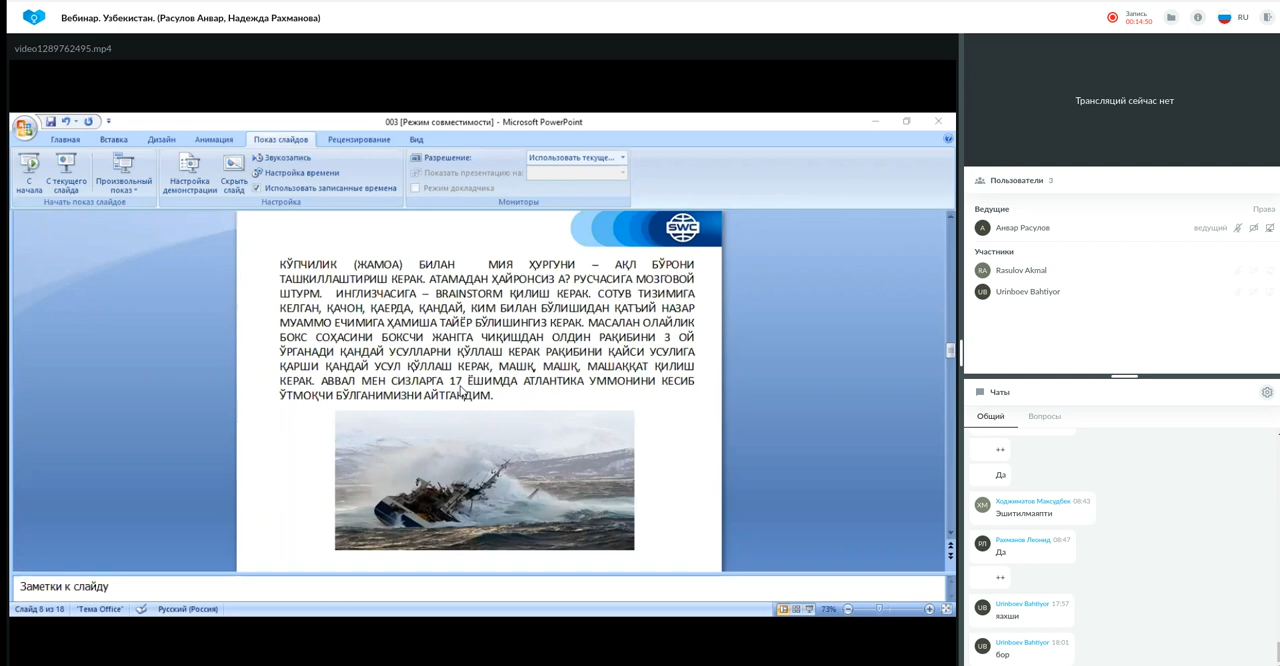 Вебинар. Узбекистан. (Расулов Анвар, Надежда Рахманова)
Запись
00:14:50
RU
video1289762495.mp4
003 [Режим совместимости] - Microsoft PowerPoint
Главная Вставка Дизайн Анимация Показ слайдов Рецензирование Вид
С начала
С текущего слайда
Произвольный показ
Начать показ слайдов
Настройка демонстрации
Скрыть слайд
Звукозапись
Настройка времени
Использовать записанные времена
Настройка
Разрешение: Использовать текуще...
Показать презентацию на:
Режим докладчика
Мониторы
SWC
КЎПЧИЛИК (ЖАМОА) БИЛАН МИЯ ҲУРГУНИ – АҚЛ БЎРОНИ
ТАШКИЛЛАШТИРИШ КЕРАК. АТАМАДАН ҲАЙРОНСИЗ А? РУСЧАСИГА МОЗГОВОЙ
ШТУРМ. ИНГЛИЗЧАСИГА – BRAINSTORM ҚИЛИШ КЕРАК. СОТУВ ТИЗИМИГА
КЕЛГАН, ҚАЧОН, ҚАЕРДА, ҚАНДАЙ, КИМ БИЛАН БЎЛИШИДАН ҚАТЪИЙ НАЗАР
МУАММО ЕЧИМИГА ҲАМИША ТАЙЁР БЎЛИШИНГИЗ КЕРАК. МАСАЛАН ОЛАЙЛИК
БОКС СОҲАСИНИ БОКСЧИ ЖАНГГА ЧИҚИШДАН ОЛДИН РАҚИБИНИ 3 ОЙ
ЎРГАНАДИ ҚАНДАЙ УСУЛЛАРНИ ҚЎЛЛАШ КЕРАК РАҚИБИНИ ҚАЙСИ УСУЛИГА
ҚАРШИ ҚАНДАЙ УСУЛ ҚЎЛЛАШ КЕРАК, МАШҚ, МАШҚ, МАШАҚҚАТ ҚИЛИШ
КЕРАК. АВВАЛ МЕН СИЗЛАРГА 17 ЁШИМДА АТЛАНТИКА УММОНИНИ КЕСИБ
ЎТМОҚЧИ БЎЛГАНИМИЗНИ АЙТГАНДИМ.
Заметки к слайду
Слайд 8 из 18 "Тема Office" Русский (Россия) 73%
Трансляций сейчас нет
Пользователи 3
Ведущие Права
А Анвар Расулов ведущий
Участники
RA Rasulov Akmal
UB Urinboev Bahtiyor
Чаты
Общий Вопросы
++
Да
ХМ Ходжиматов Максудбек 08:43
Эшитилмаяпти
РЛ Рахманов Леонид 08:47
Да
++
UB Urinboev Bahtiyor 17:57
яахши
UB Urinboev Bahtiyor 18:01
бор